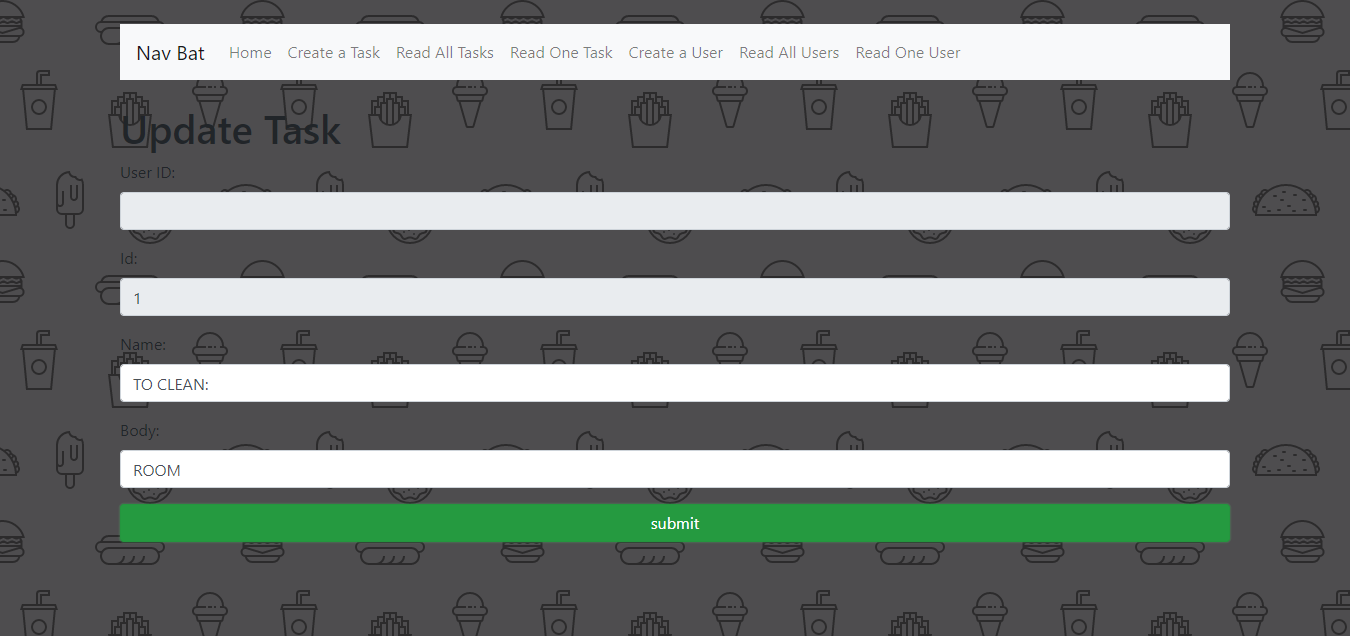 Nav Bat Home Create a Task Read All Tasks Read One Task Create a User Read All Users Read One User
Update Task
User ID:
Id:
1
Name:
TO CLEAN:
Body:
ROOM
submit